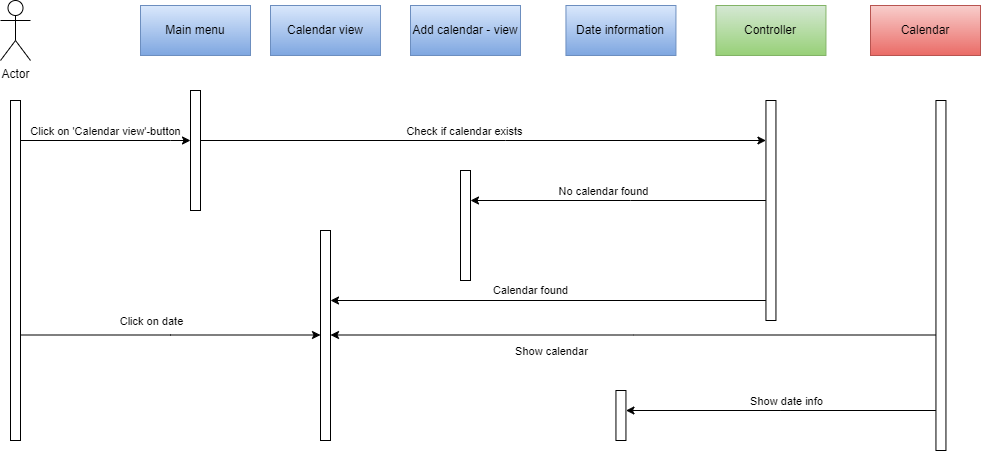 Main menu
Calendar view
Add calendar - view
Date information
Controller
Calendar
Actor
Click on 'Calendar view'-button
Check if calendar exists
No calendar found
Calendar found
Click on date
Show calendar
Show date info